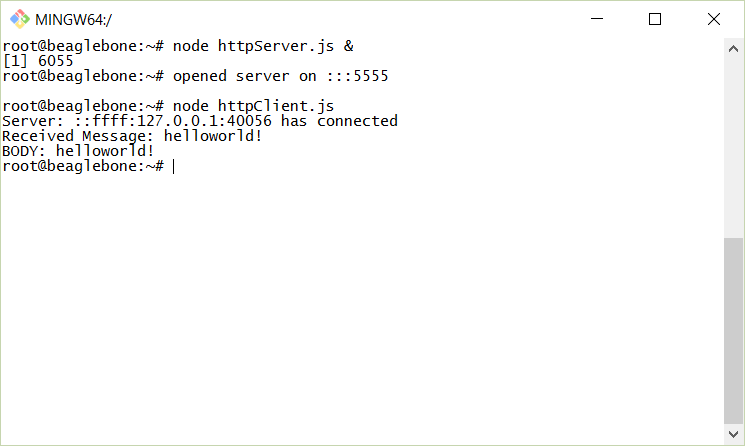 MINGW64:/
root@beaglebone:~# node httpServer.js &
[1] 6055
root@beaglebone:~# opened server on :::5555
root@beaglebone:~# node httpClient.js
Server: ::ffff:127.0.0.1:40056 has connected
Received Message: helloworld!
BODY: helloworld!
root@beaglebone:~#